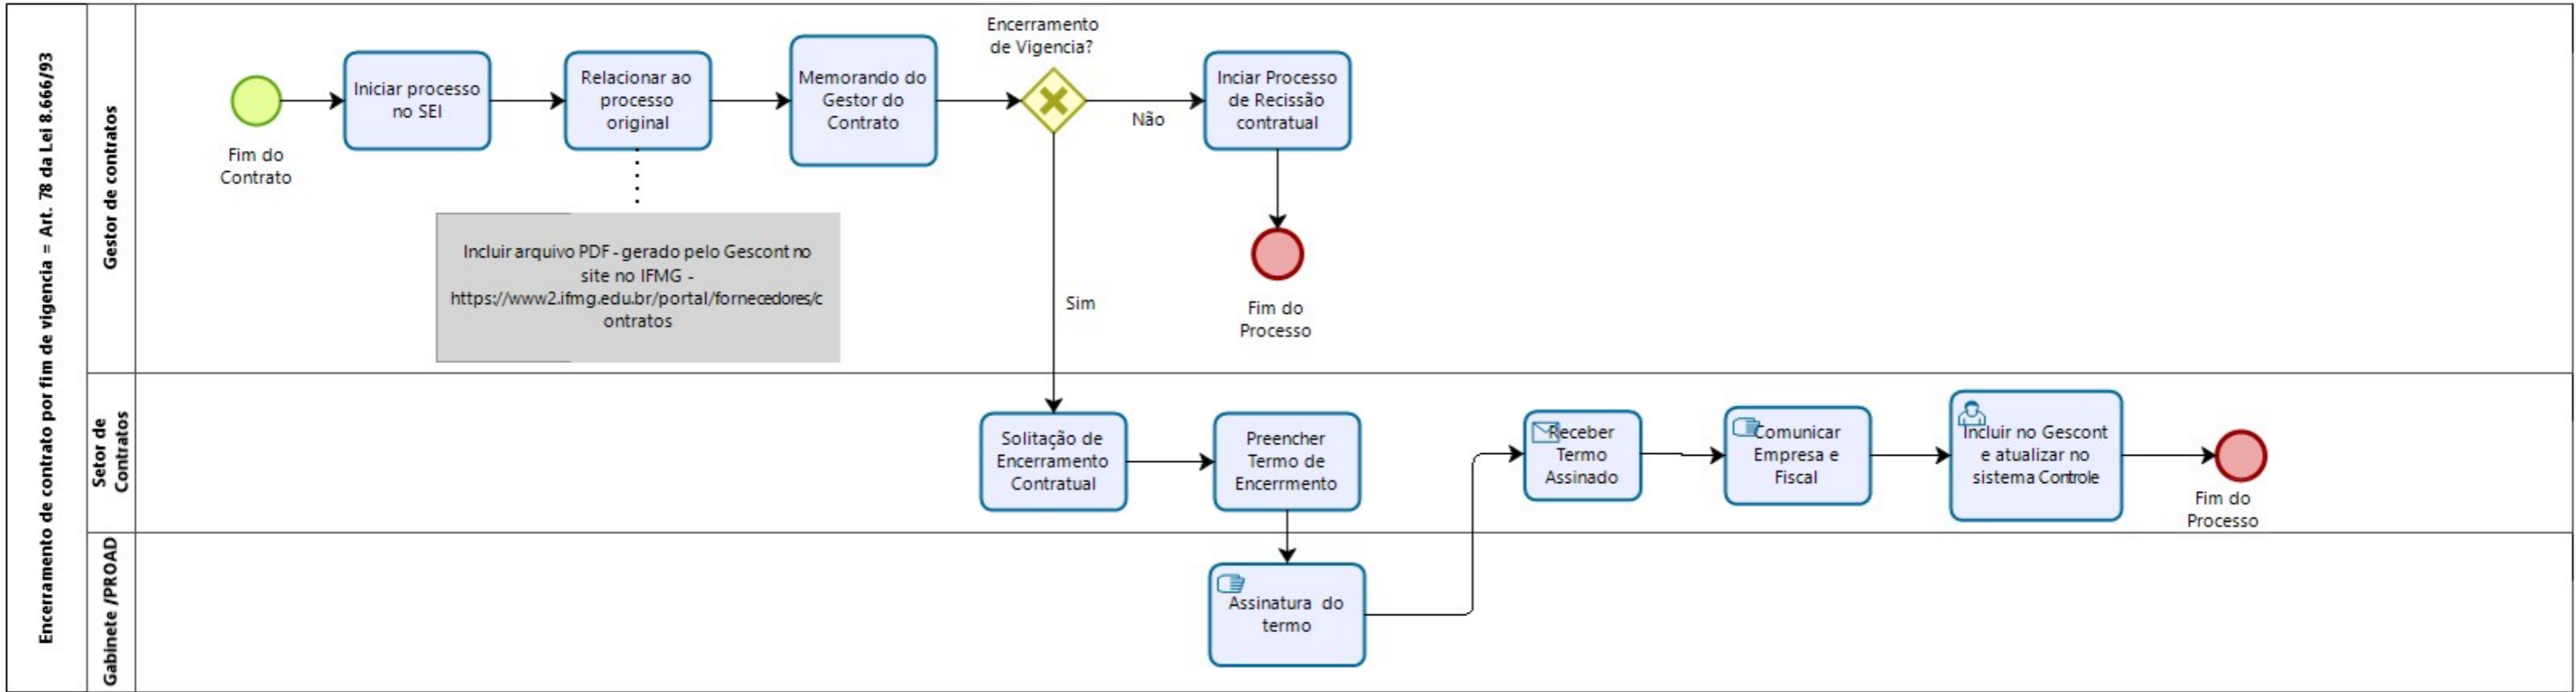 Encerramento de contrato por fim de vigencia = Art. 78 da Lei 8.666/93
Gestor de contratos
Fim do
Contrato
Iniciar processo
no SEI
Relacionar ao
processo
original
Incluir arquivo PDF - gerado pelo Gescont no
site no IFMG -
https://www2.ifmg.edu.br/portal/fornecedores/c
ontratos
Memorando do
Gestor do
Contrato
Encerramento
de Vigencia?
Não
Sim
Inciar Processo
de Recissão
contratual
Fim do
Processo
Setor de
Contratos
Solitação de
Encerramento
Contratual
Preencher
Termo de
Encerrmento
Receber
Termo
Assinado
Comunicar
Empresa e
Fiscal
Incluir no Gescont
e atualizar no
sistema Controle
Fim do
Processo
Gabinete /PROAD
Assinatura do
termo